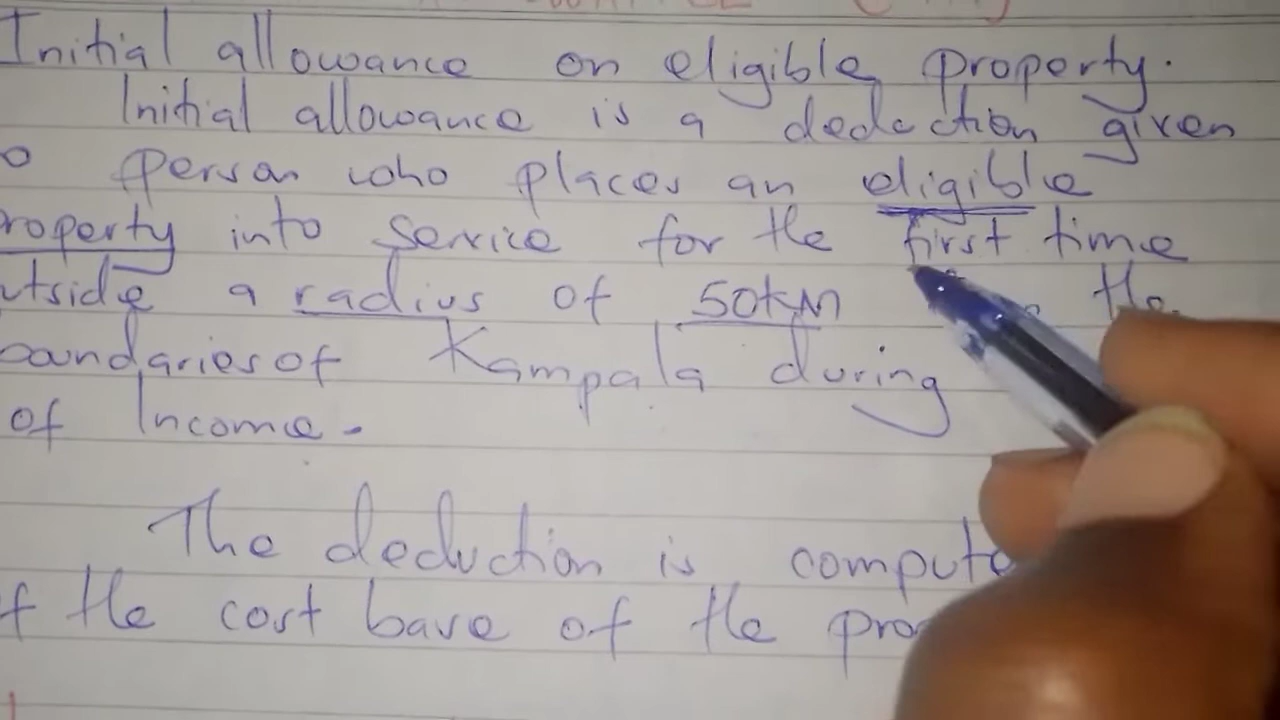 Initial allowance on eligible property.
Initial allowance is a deduction given
o person who places an eligible
roperty into service for the first time
utside a radius of 50km the
oundaries of Kampala during
of Income.
The deduction is compute
f the cost base of the pro